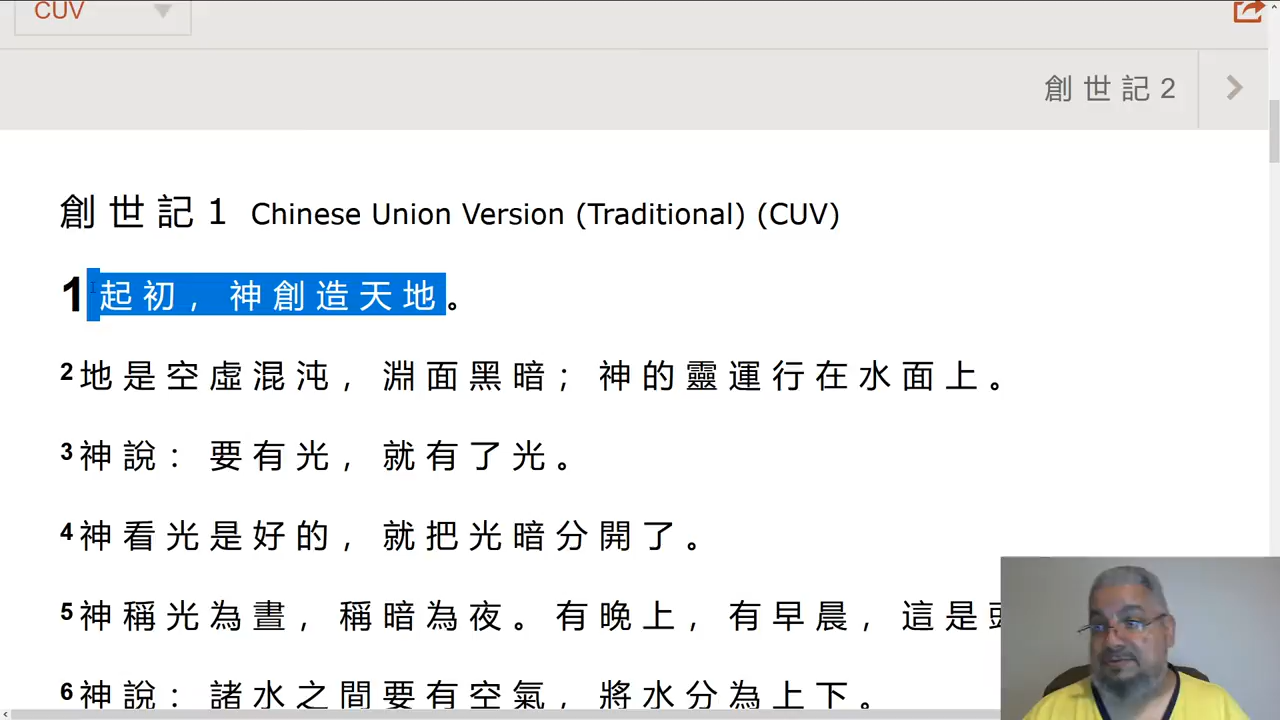 CUV
創世記2
創世記1 Chinese Union Version (Traditional) (CUV)
1 起初，神創造天地。
2 地是空虛混沌，淵面黑暗；神的靈運行在水面上。
3 神說：要有光，就有了光。
4 神看光是好的，就把光暗分開了。
5 神稱光為晝，稱暗為夜。有晚上，有早晨，這是
6 神說：諸水之間要有空氣，將水分為上下。